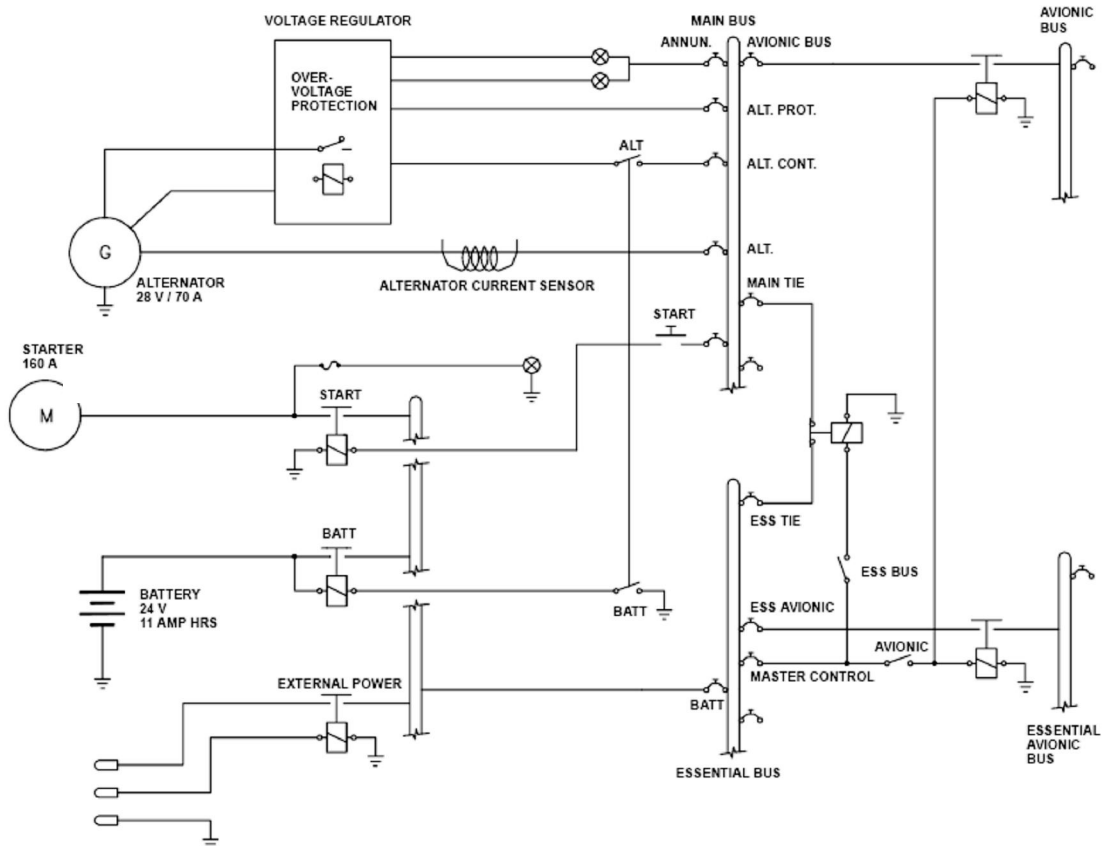 VOLTAGE REGULATOR
MAIN BUS
AVIONIC
BUS
ANNUN.
AVIONIC BUS
OVER-
VOLTAGE
PROTECTION
ALT. PROT.
ALT
ALT. CONT.
G
ALT.
ALTERNATOR
28 V / 70 A
ALTERNATOR CURRENT SENSOR
MAIN TIE
START
STARTER
160 A
M
START
ESS TIE
BATT
ESS BUS
BATTERY
24 V
11 AMP HRS
BATT
ESS AVIONIC
AVIONIC
MASTER CONTROL
EXTERNAL POWER
BATT
ESSENTIAL
AVIONIC
BUS
ESSENTIAL BUS